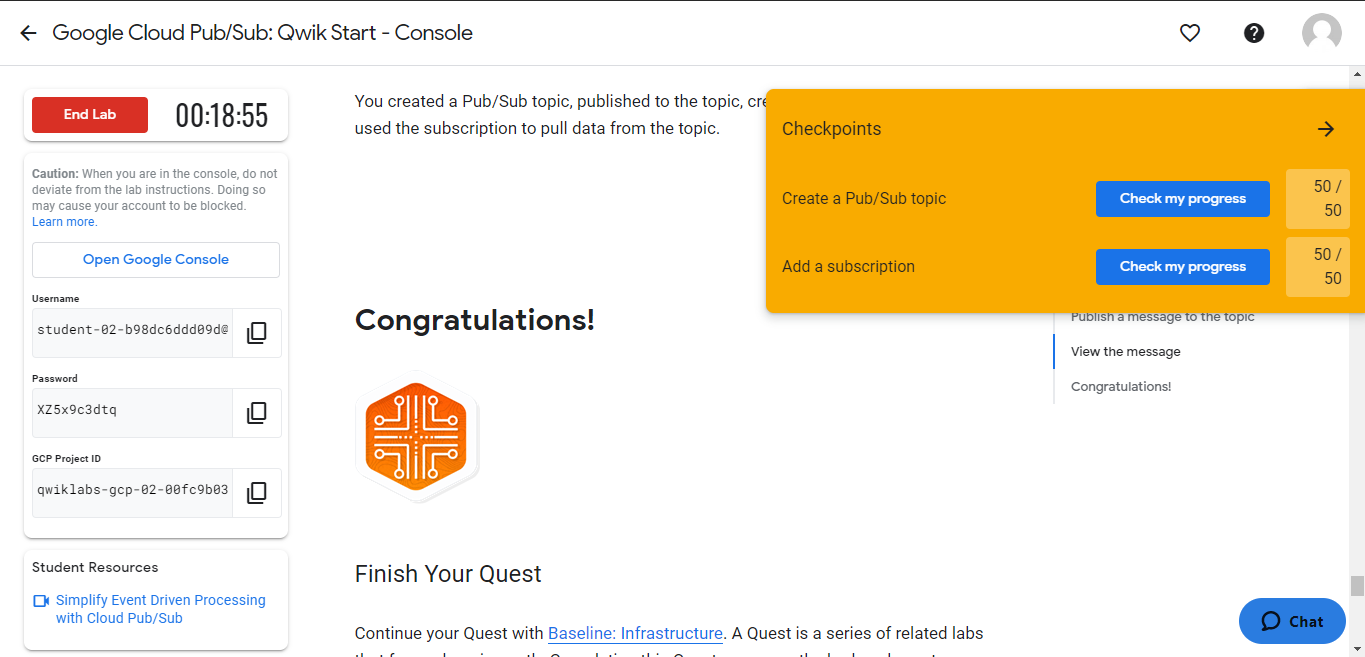 Google Cloud Pub/Sub: Qwik Start - Console
End Lab
00:18:55
Caution: When you are in the console, do not
deviate from the lab instructions. Doing so
may cause your account to be blocked.
Learn more.
Open Google Console
Username
student-02-b98dc6ddd09d@
Password
XZ5x9c3dtq
GCP Project ID
qwiklabs-gcp-02-00fc9b03
Student Resources
Simplify Event Driven Processing
with Cloud Pub/Sub
You created a Pub/Sub topic, published to the topic, cre
used the subscription to pull data from the topic.
Congratulations!
Finish Your Quest
Continue your Quest with Baseline: Infrastructure. A Quest is a series of related labs
Checkpoints
Create a Pub/Sub topic
Check my progress
50 /
50
Add a subscription
Check my progress
50 /
50
Publish a message to the topic
View the message
Congratulations!
Chat